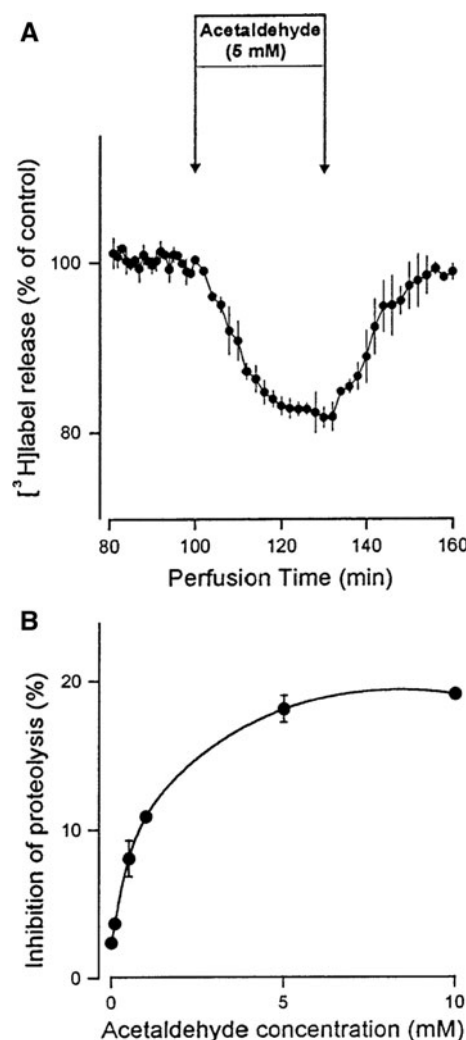 A
Acetaldehyde
(5 mM)
[³H]label release (% of control)
100
80
80 100 120 140 160
Perfusion Time (min)
B
Inhibition of proteolysis (%)
20
10
0
0 5 10
Acetaldehyde concentration (mM)